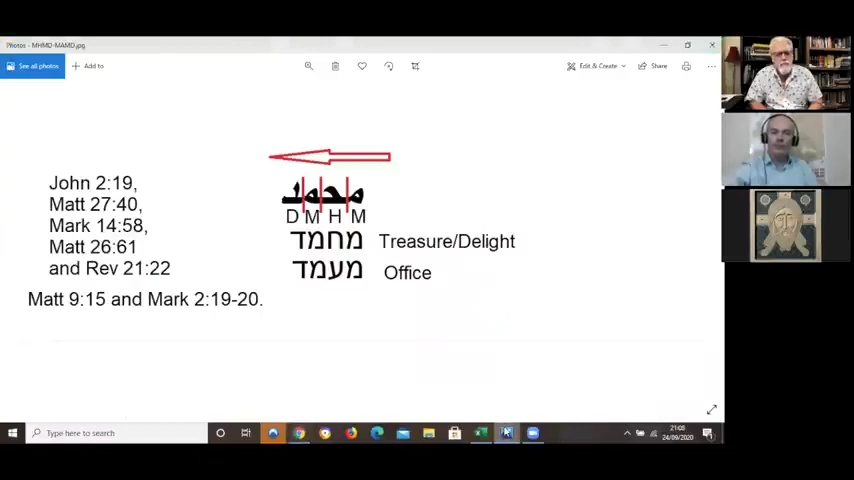 Photos - MHMD-MAMD.jpg
See all photos
Add to
Edit & Create
Share
John 2:19,
Matt 27:40,
Mark 14:58,
Matt 26:61
and Rev 21:22
Matt 9:15 and Mark 2:19-20.
محمد
D M H M
מחמד Treasure/Delight
מעמד Office
Type here to search
21:08
24/09/2020